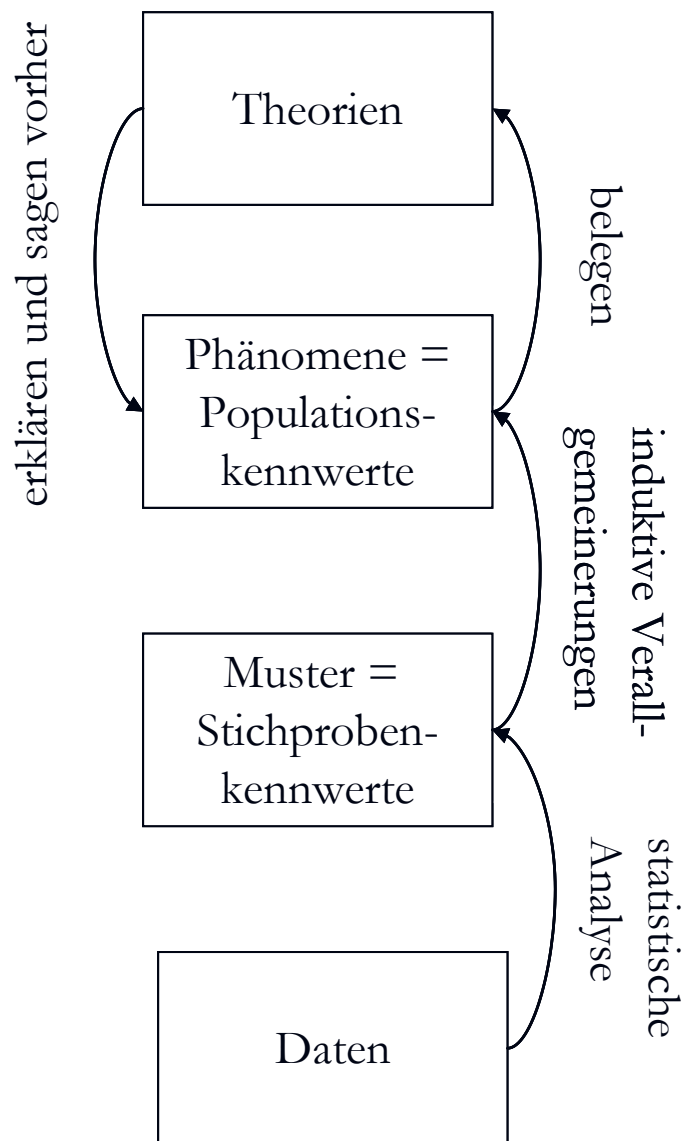 erklären und sagen vorher
Theorien
belegen
Phänomene =
Populations-
kennwerte
induktive Verall-
gemeinerungen
Muster =
Stichproben-
kennwerte
statistische
Analyse
Daten